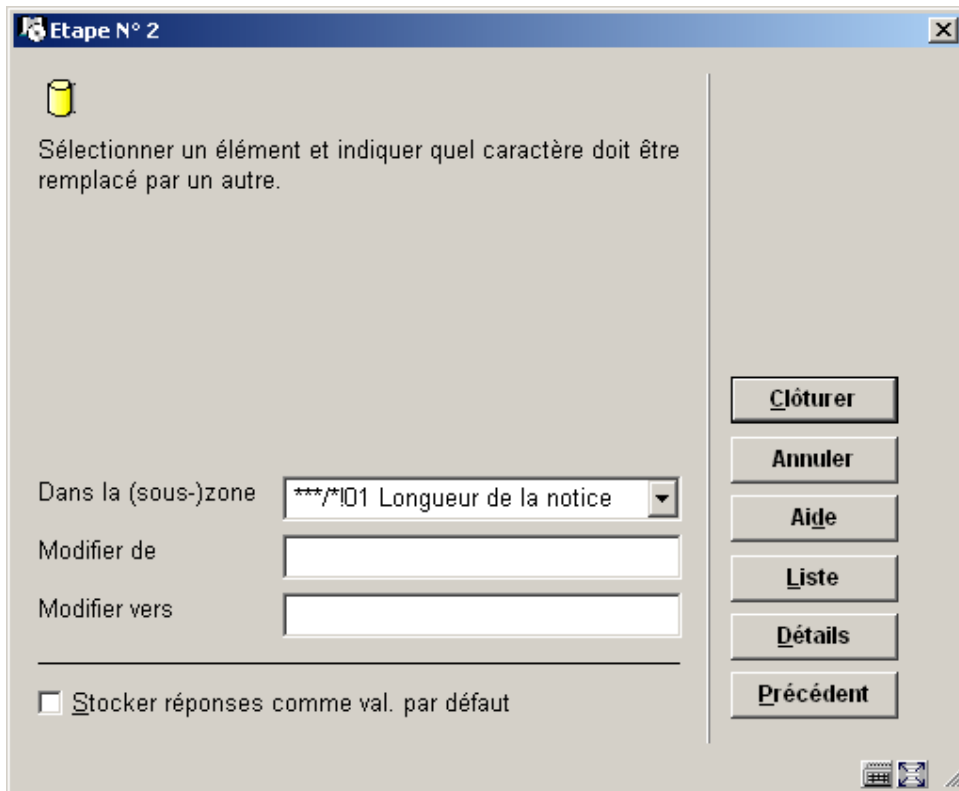 Etape N° 2
Sélectionner un élément et indiquer quel caractère doit être
remplacé par un autre.
Clôturer
Annuler
Dans la (sous-)zone ***/*!01 Longueur de la notice
Aide
Modifier de
Liste
Modifier vers
Détails
Stocker réponses comme val. par défaut
Précédent